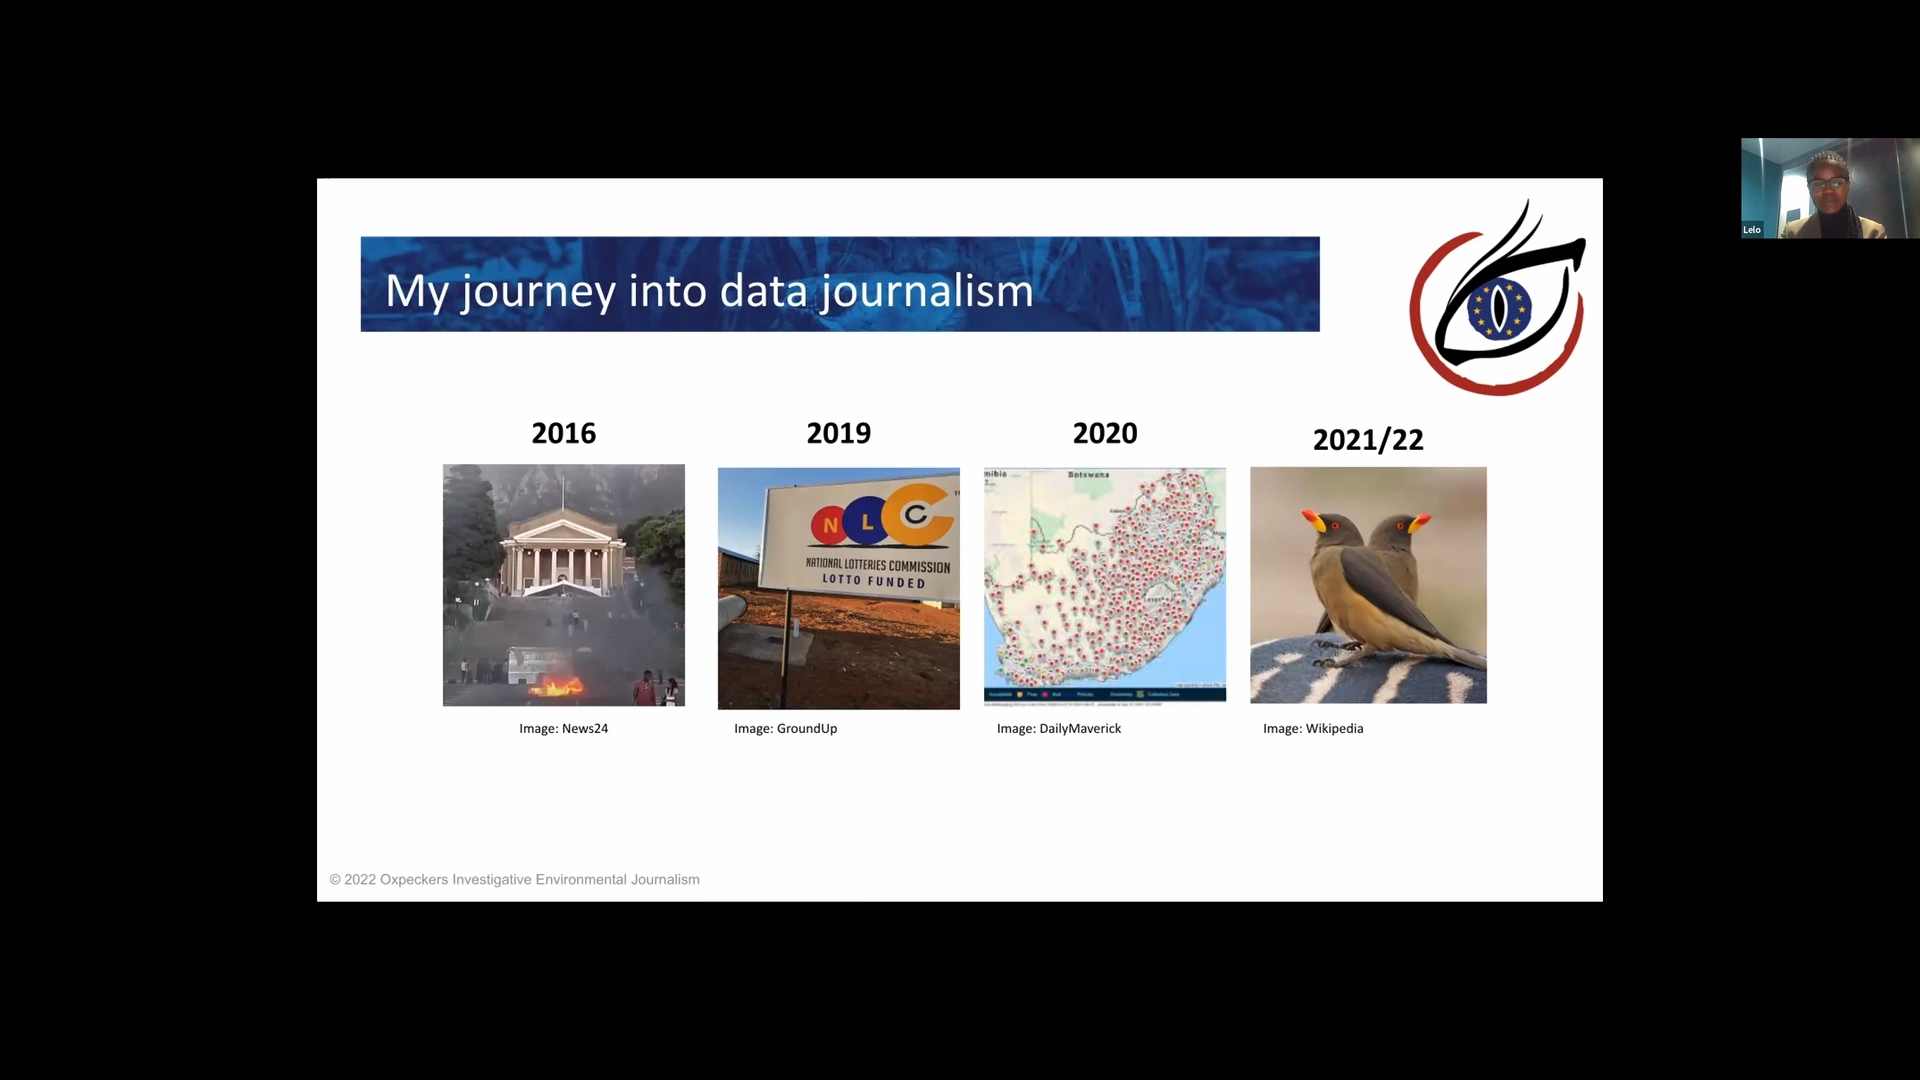 My journey into data journalism
2016
2019
2020
2021/22
N L C
NATIONAL LOTTERIES COMMISSION
LOTTO FUNDED
Botswana
Image: News24
Image: GroundUp
Image: DailyMaverick
Image: Wikipedia
© 2022 Oxpeckers Investigative Environmental Journalism
Lelo